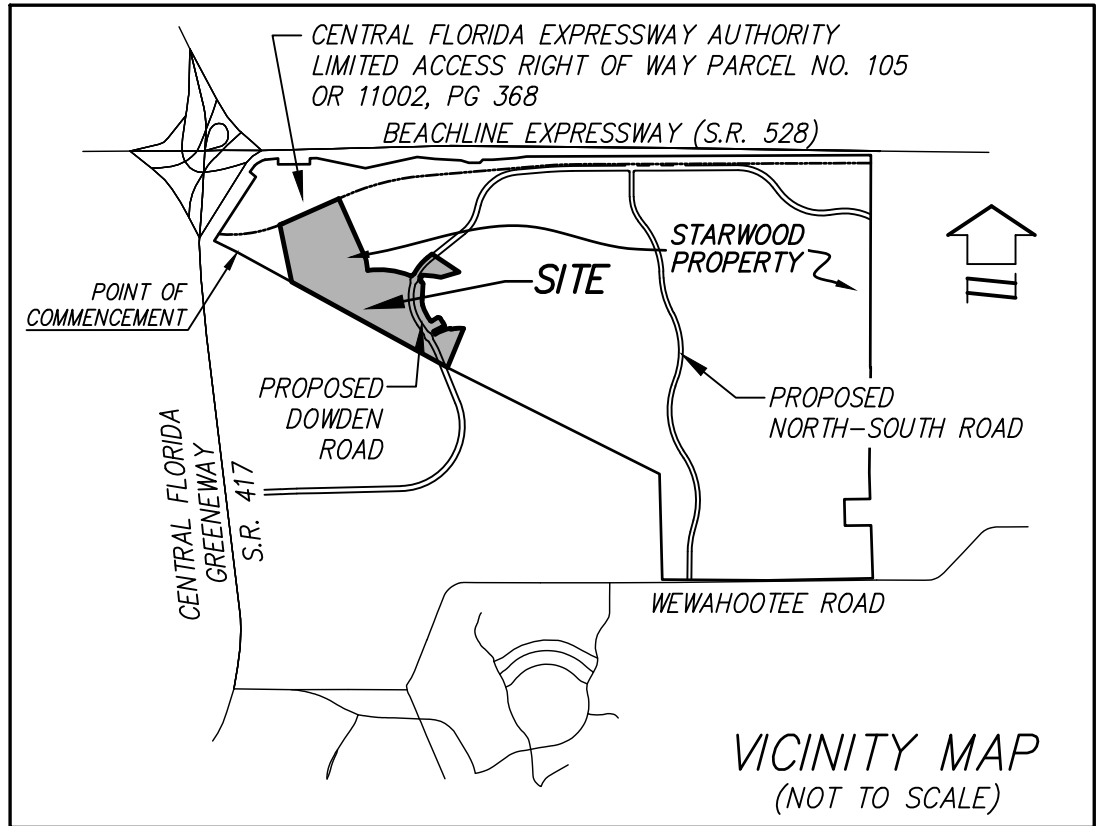 CENTRAL FLORIDA EXPRESSWAY AUTHORITY
LIMITED ACCESS RIGHT OF WAY PARCEL NO. 105
OR 11002, PG 368
BEACHLINE EXPRESSWAY (S.R. 528)
STARWOOD
PROPERTY
SITE
POINT OF
COMMENCEMENT
PROPOSED
DOWDEN
ROAD
PROPOSED
NORTH-SOUTH ROAD
CENTRAL FLORIDA
GREENEWAY
S.R. 417
WEWAHOOTEE ROAD
VICINITY MAP
(NOT TO SCALE)